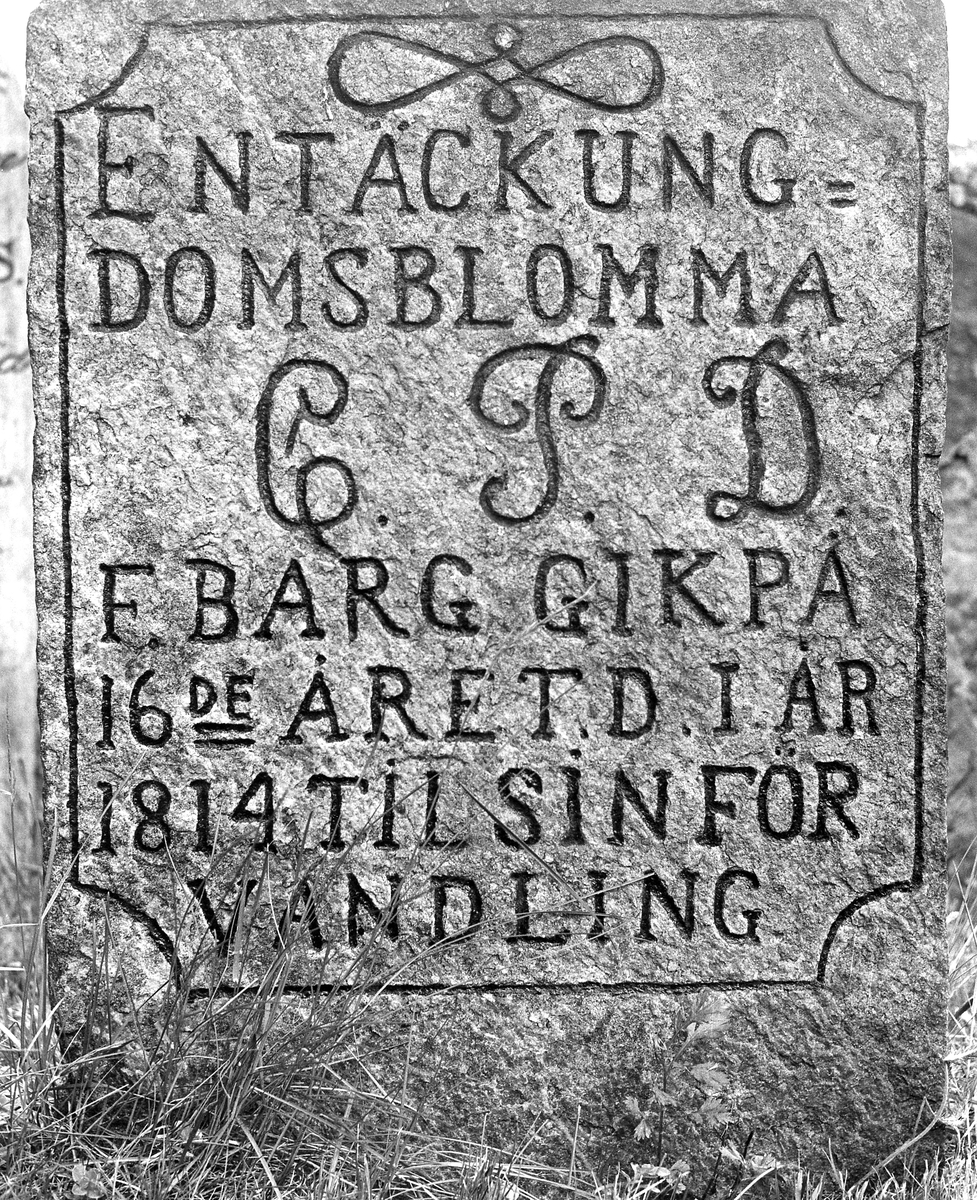 ENTÄCKUNG=
DOMSBLOMMA
C. P. D.
F. BARG GIKPÅ
16DE ÅRET.D.I.ÅR
1814 TIL SIN FÖR
VANDLING